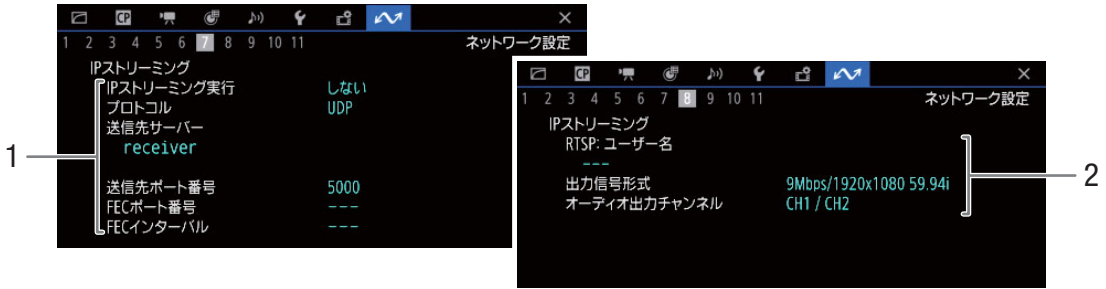 CP
1 2 3 4 5 6 7 8 9 10 11 ネットワーク設定
IPストリーミング
IPストリーミング実行 しない
プロトコル UDP
送信先サーバー
receiver
送信先ポート番号 5000
FECポート番号 ---
FECインターバル ---
1
CP
1 2 3 4 5 6 7 8 9 10 11 ネットワーク設定
IPストリーミング
RTSP: ユーザー名
---
出力信号形式 9Mbps/1920x1080 59.94i
オーディオ出力チャンネル CH1 / CH2
2